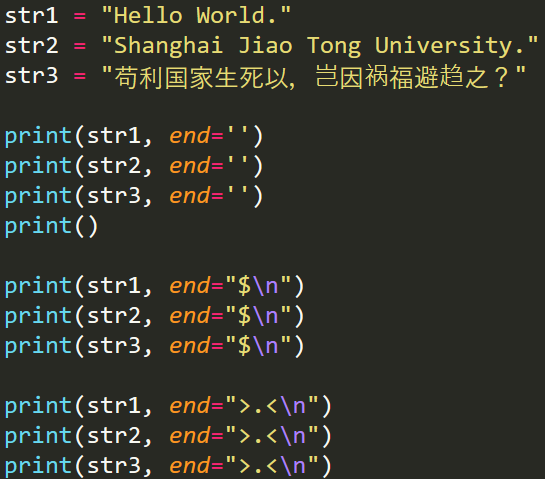 str1 = "Hello World."
str2 = "Shanghai Jiao Tong University."
str3 = "苟利国家生死以，岂因祸福避趋之？"
print(str1, end='')
print(str2, end='')
print(str3, end='')
print()
print(str1, end="$\n")
print(str2, end="$\n")
print(str3, end="$\n")
print(str1, end=">.<\n")
print(str2, end=">.<\n")
print(str3, end=">.<\n")